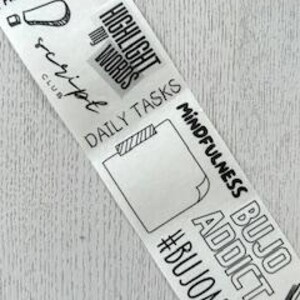 !
script
CLUB
HIGHLIGHT
my
WORDS
DAILY TASKS
MiNDFULNESS
BUJO
ADDICT
#BUJO